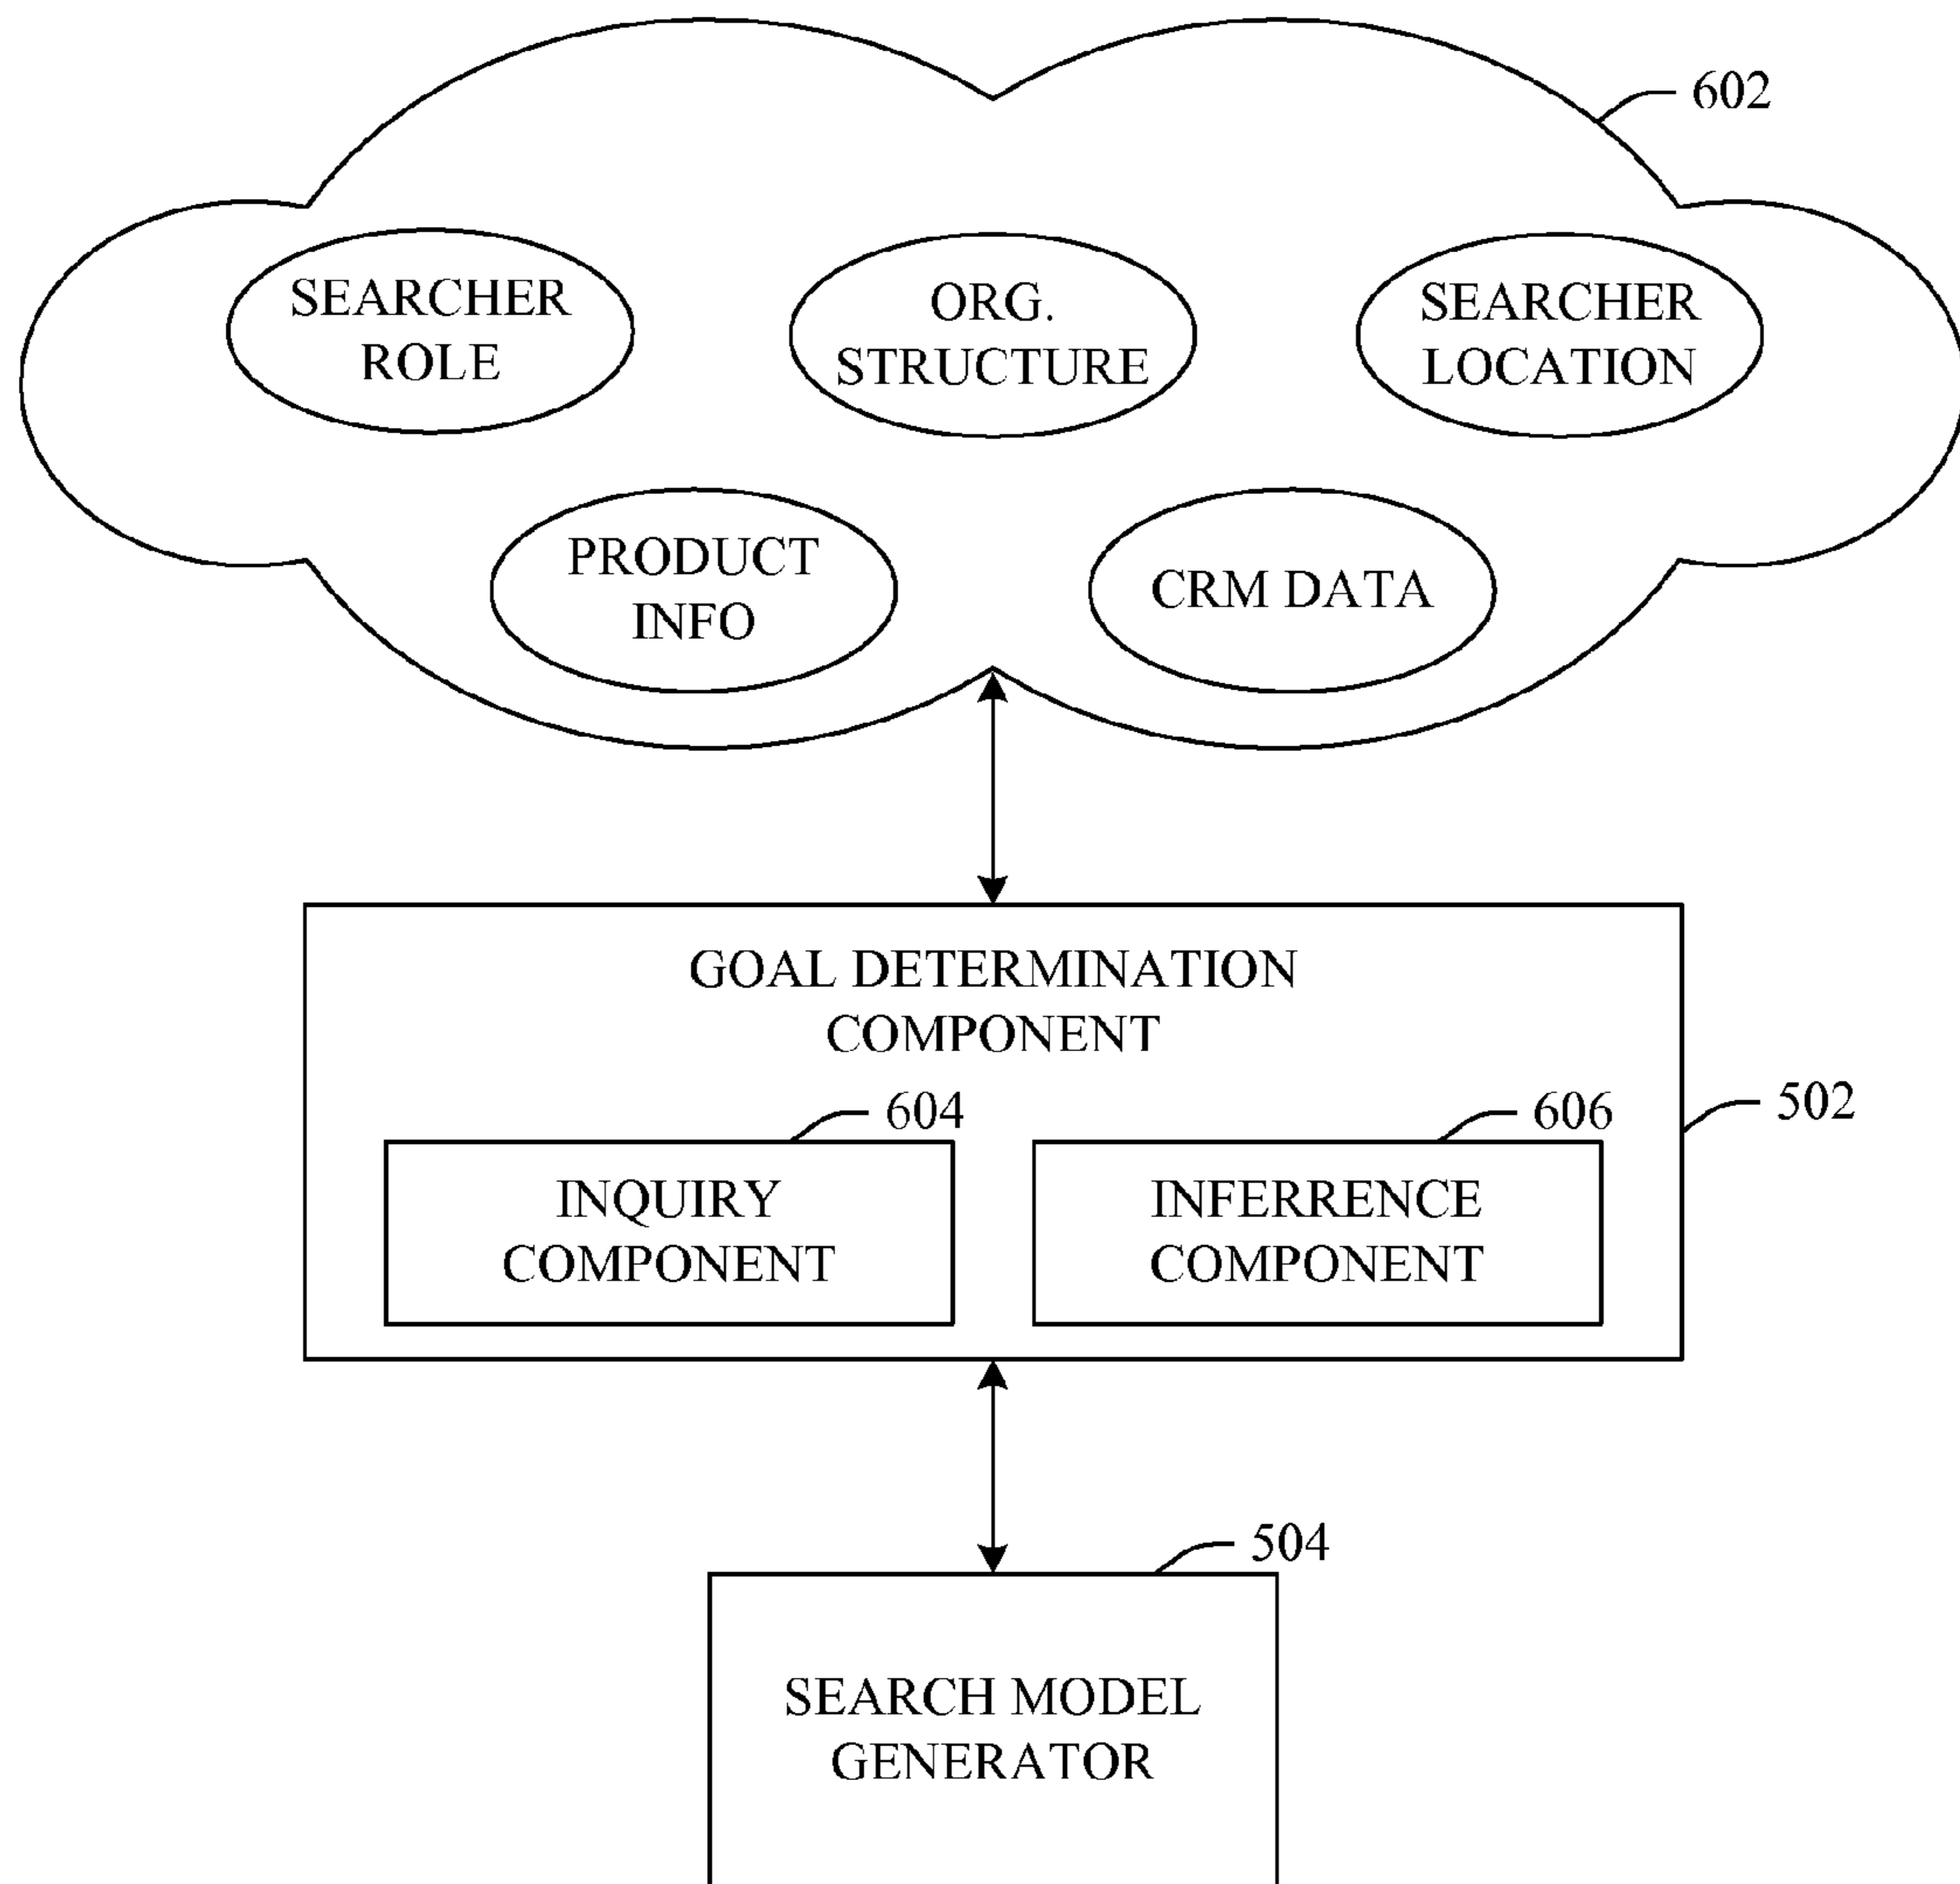 602
SEARCHER
ROLE
ORG.
STRUCTURE
SEARCHER
LOCATION
PRODUCT
INFO
CRM DATA
GOAL DETERMINATION
COMPONENT
502
604
INQUIRY
COMPONENT
606
INFERRENCE
COMPONENT
504
SEARCH MODEL
GENERATOR